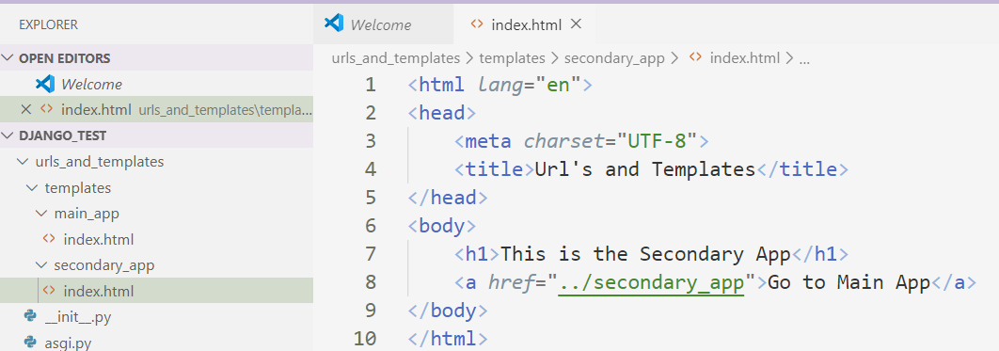 EXPLORER
OPEN EDITORS
Welcome
index.html urls_and_templates\templa...
DJANGO_TEST
urls_and_templates
templates
main_app
index.html
secondary_app
index.html
__init__.py
asgi.py
Welcome
index.html
urls_and_templates > templates > secondary_app > <> index.html > ...
1 <html lang="en">
2 <head>
3 <meta charset="UTF-8">
4 <title>Url's and Templates</title>
5 </head>
6 <body>
7 <h1>This is the Secondary App</h1>
8 <a href="../secondary_app">Go to Main App</a>
9 </body>
10 </html>